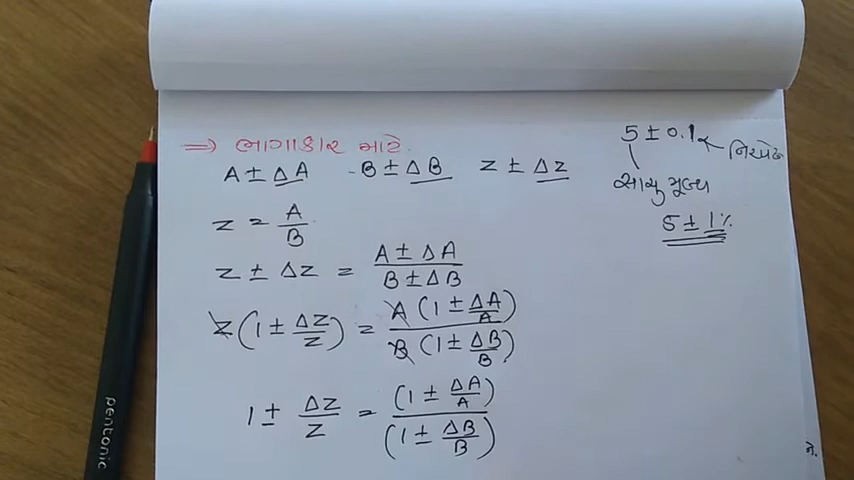 ⇒ ભાગાકાર માટે
A ± ΔA B ± ΔB Z ± ΔZ
Z = A/B
Z ± ΔZ = (A ± ΔA)/(B ± ΔB)
Z(1 ± ΔZ/Z) = A(1 ± ΔA/A)/B(1 ± ΔB/B)
1 ± ΔZ/Z = (1 ± ΔA/A)/(1 ± ΔB/B)
5 ± 0.1
સાચુ મૂલ્ય
5 ± 1%
pentonic